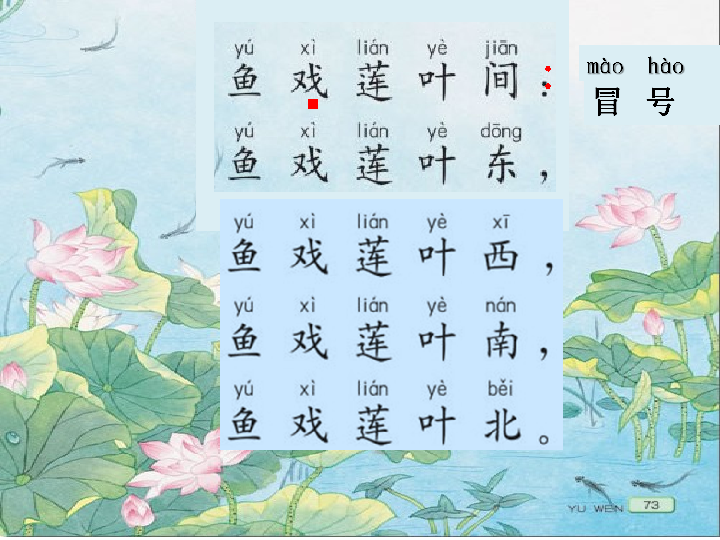 yú xì lián yè jiān
鱼 戏 莲 叶 间：
yú xì lián yè dōng
鱼 戏 莲 叶 东，
yú xì lián yè xī
鱼 戏 莲 叶 西，
yú xì lián yè nán
鱼 戏 莲 叶 南，
yú xì lián yè běi
鱼 戏 莲 叶 北。
mào hào
冒 号
YU WEN 73